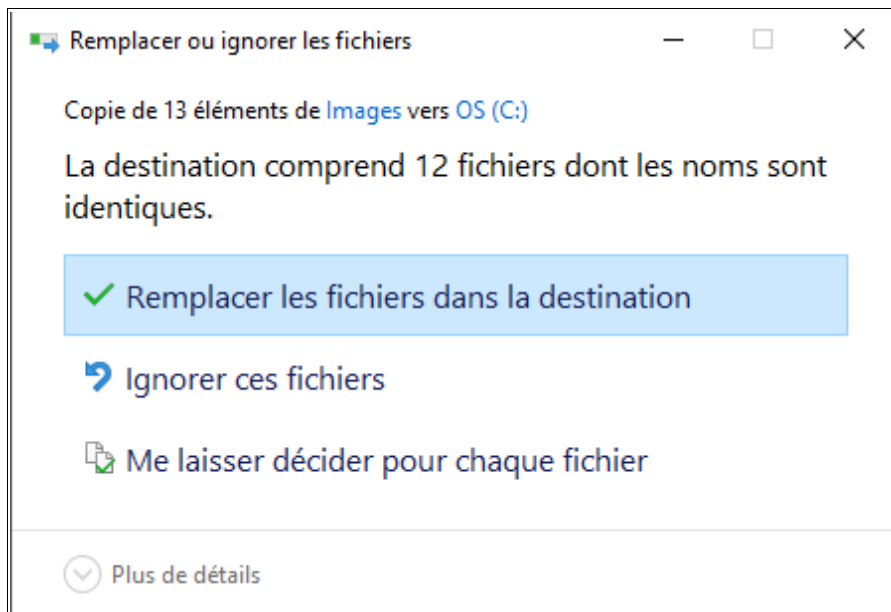 Remplacer ou ignorer les fichiers
Copie de 13 éléments de Images vers OS (C:)
La destination comprend 12 fichiers dont les noms sont
identiques.
Remplacer les fichiers dans la destination
Ignorer ces fichiers
Me laisser décider pour chaque fichier
Plus de détails